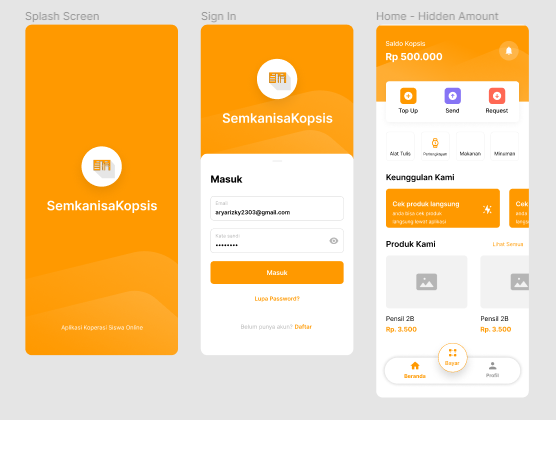 Splash Screen
SemkanisaKopsis
Aplikasi Koperasi Siswa Online
Sign In
SemkanisaKopsis
Masuk
Email
aryarizky2303@gmail.com
Kata sandi
Masuk
Lupa Password?
Belum punya akun? Daftar
Home - Hidden Amount
Saldo Kopsis
Rp 500.000
Top Up
Send
Request
Alat Tulis
Perlengkapan
Makanan
Minuman
Keunggulan Kami
Cek produk langsung
anda bisa cek produk
langsung lewat aplikasi
Cek
anda
langs
Produk Kami
Lihat Semua
Pensil 2B
Rp. 3.500
Pensil 2B
Rp. 3.500
Beranda
Bayar
Profil